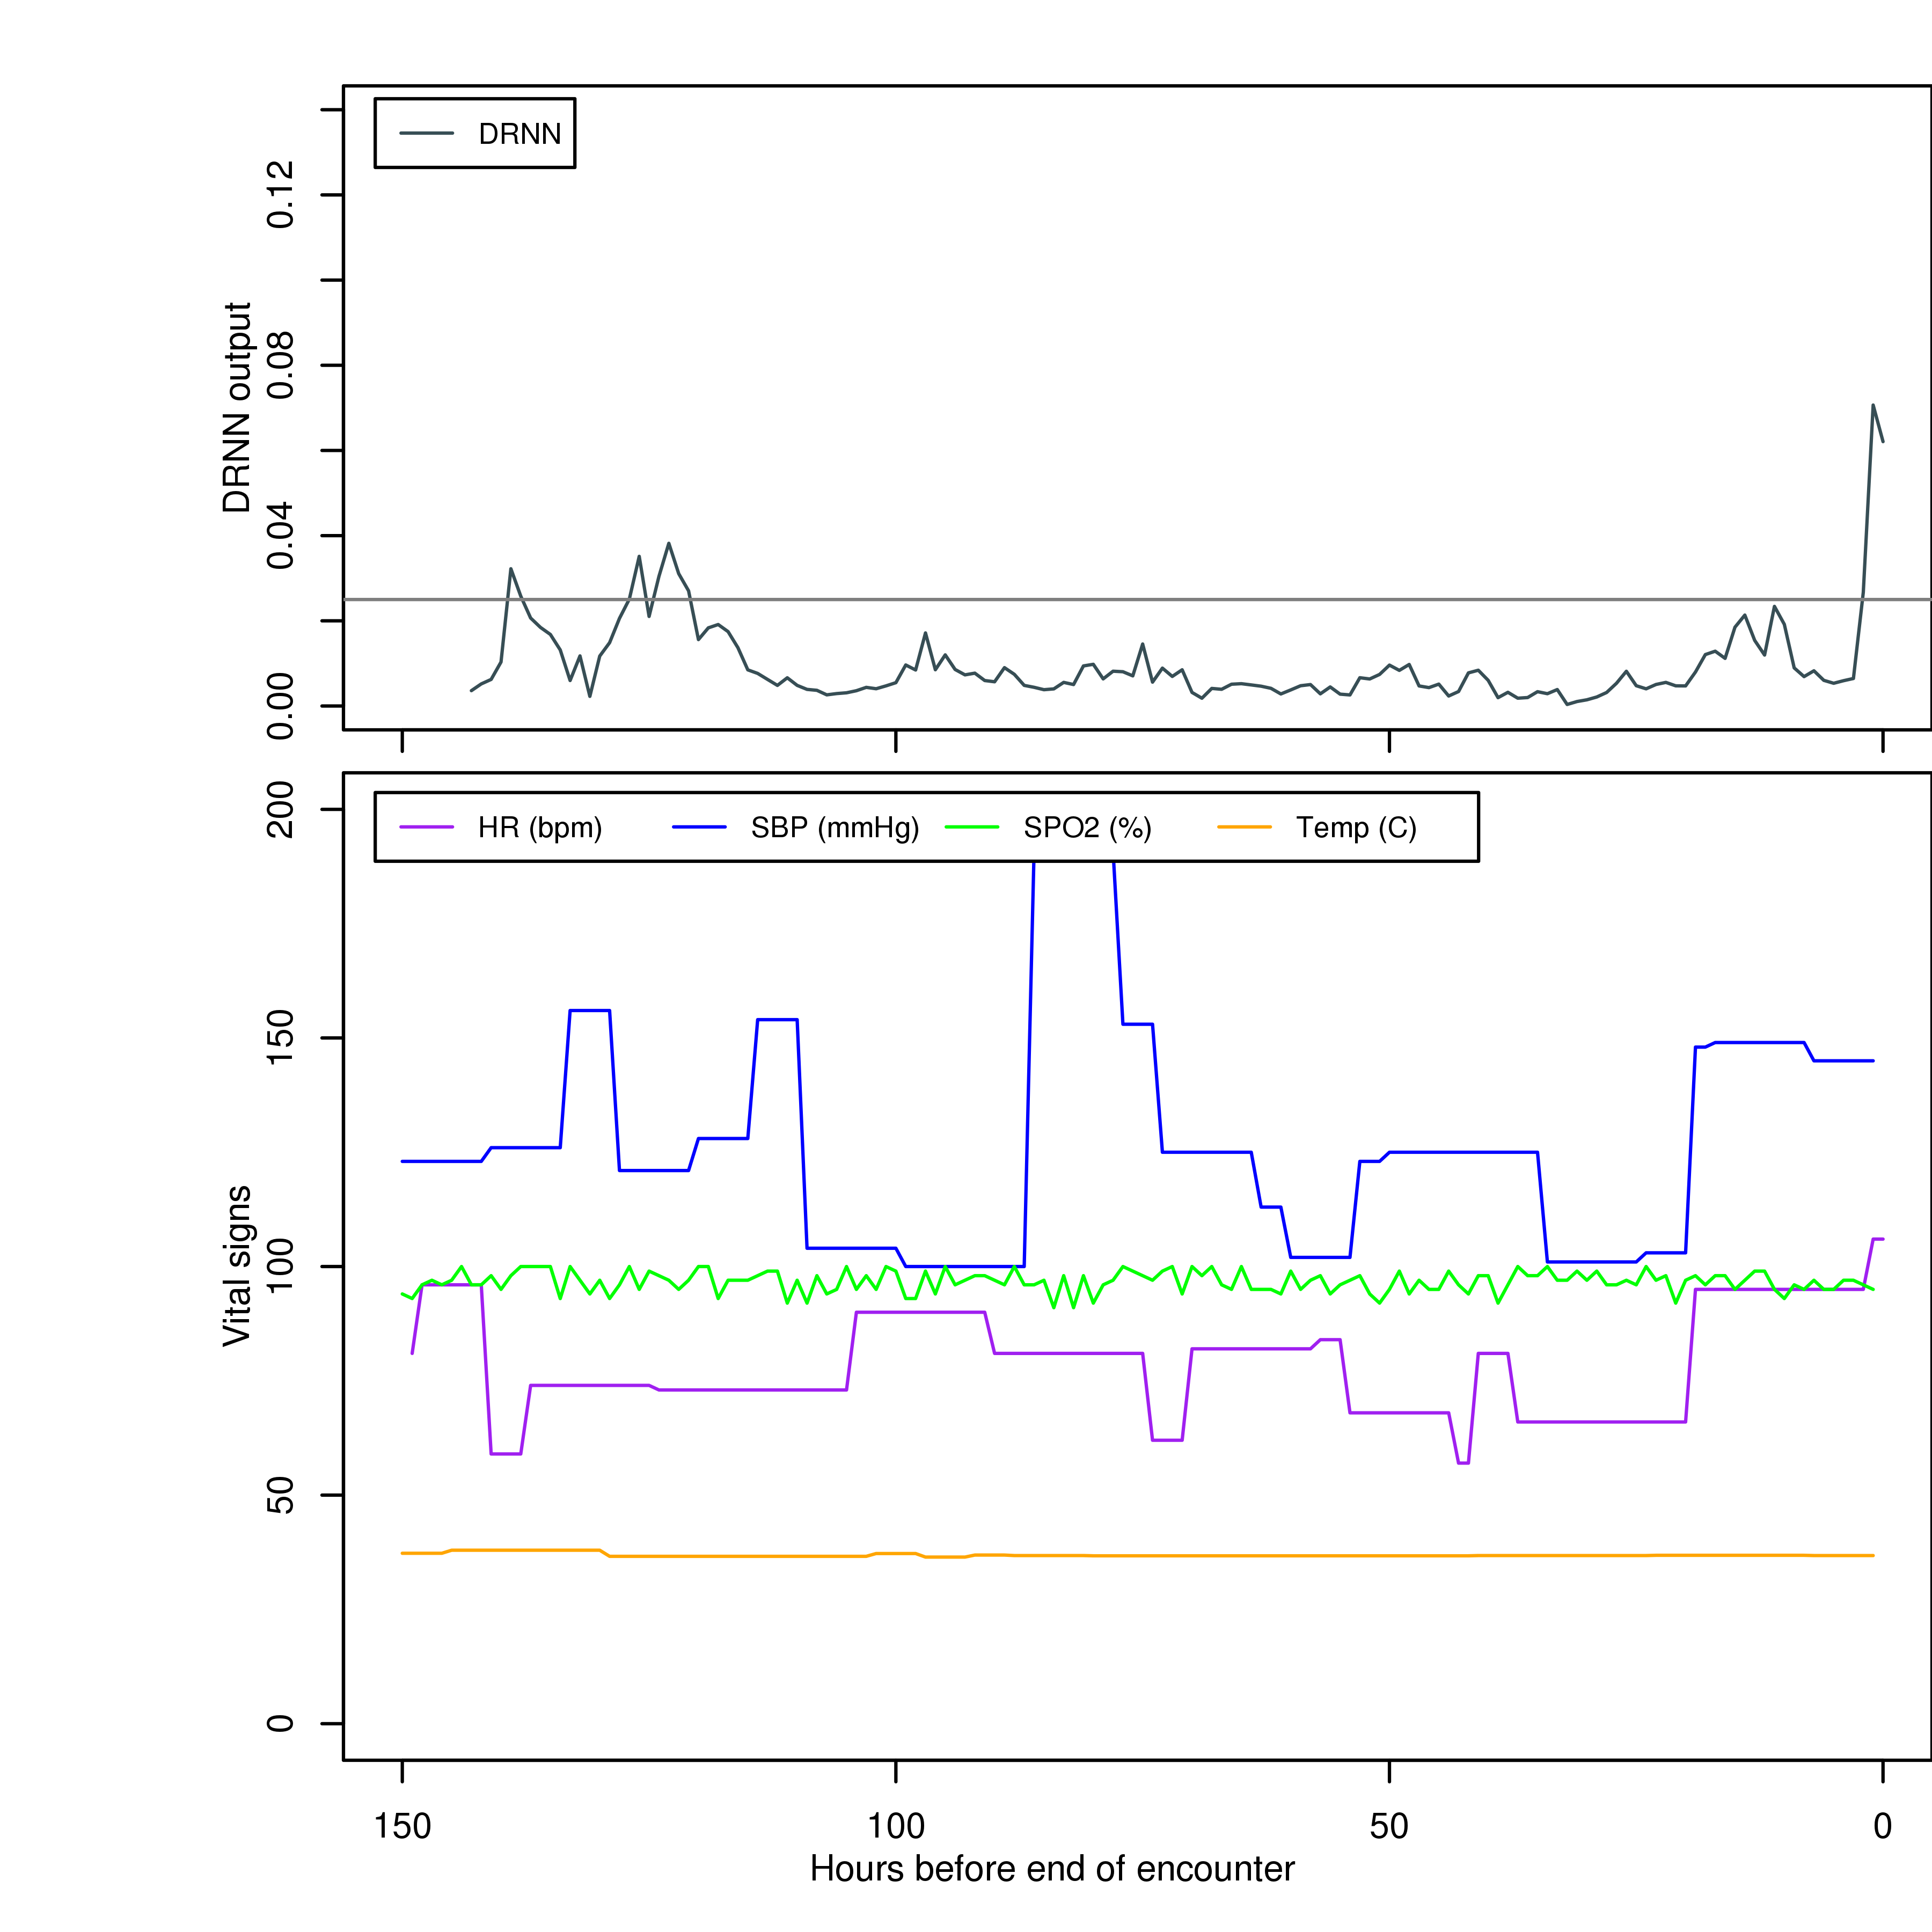 DRNN
DRNN output
0.12
0.08
0.04
0.00
HR (bpm) SBP (mmHg) SPO2 (%) Temp (C)
Vital signs
200
150
100
50
0
150 100 50 0
Hours before end of encounter